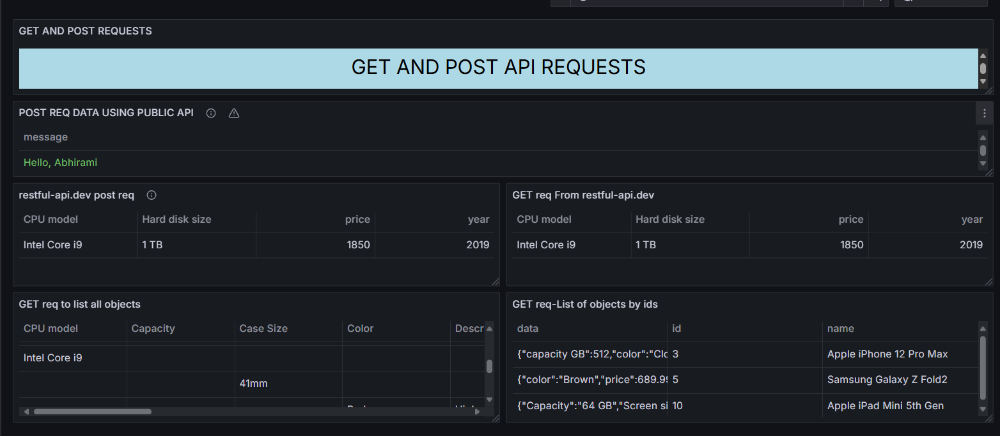 GET AND POST REQUESTS
GET AND POST API REQUESTS
POST REQ DATA USING PUBLIC API
message
Hello, Abhirami
restful-api.dev post req
CPU model Hard disk size price year
Intel Core i9 1 TB 1850 2019
GET req From restful-api.dev
CPU model Hard disk size price year
Intel Core i9 1 TB 1850 2019
GET req to list all objects
CPU model Capacity Case Size Color Descr
Intel Core i9
41mm
GET req-List of objects by ids
data id name
{"capacity GB":512,"color":"Clo 3 Apple iPhone 12 Pro Max
{"color":"Brown","price":689.99 5 Samsung Galaxy Z Fold2
{"Capacity":"64 GB","Screen si 10 Apple iPad Mini 5th Gen